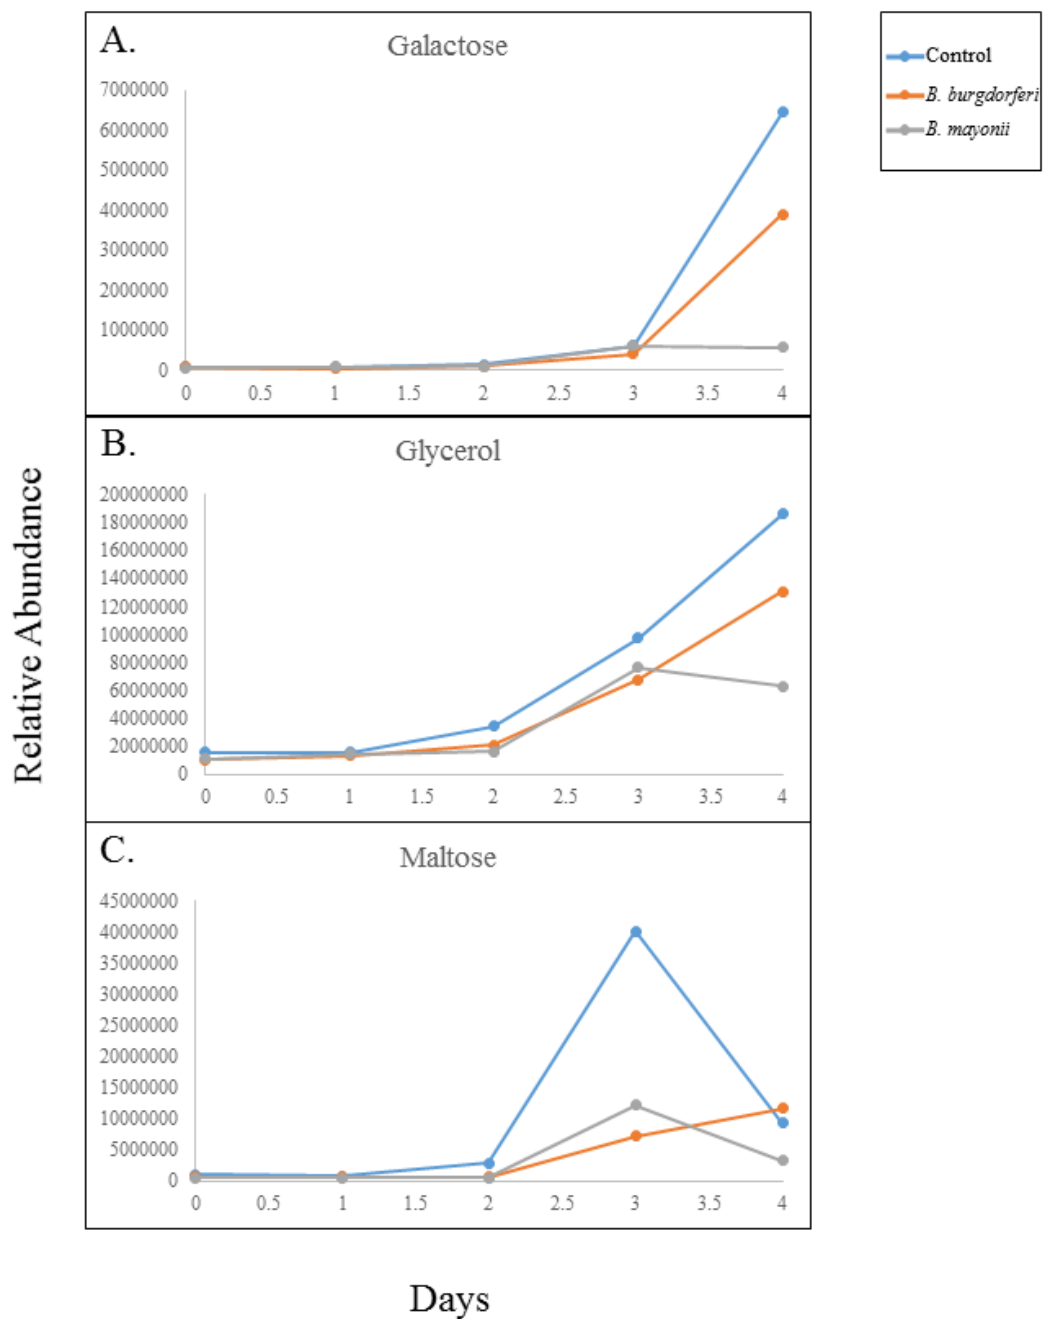 A.
Galactose
7000000
6000000
5000000
4000000
3000000
2000000
1000000
0
0 0.5 1 1.5 2 2.5 3 3.5 4
Control
B. burgdorferi
B. mayonii
B.
Glycerol
200000000
180000000
160000000
140000000
120000000
100000000
80000000
60000000
40000000
20000000
0
0 0.5 1 1.5 2 2.5 3 3.5 4
Relative Abundance
C.
Maltose
45000000
40000000
35000000
30000000
25000000
20000000
15000000
10000000
5000000
0
0 0.5 1 1.5 2 2.5 3 3.5 4
Days